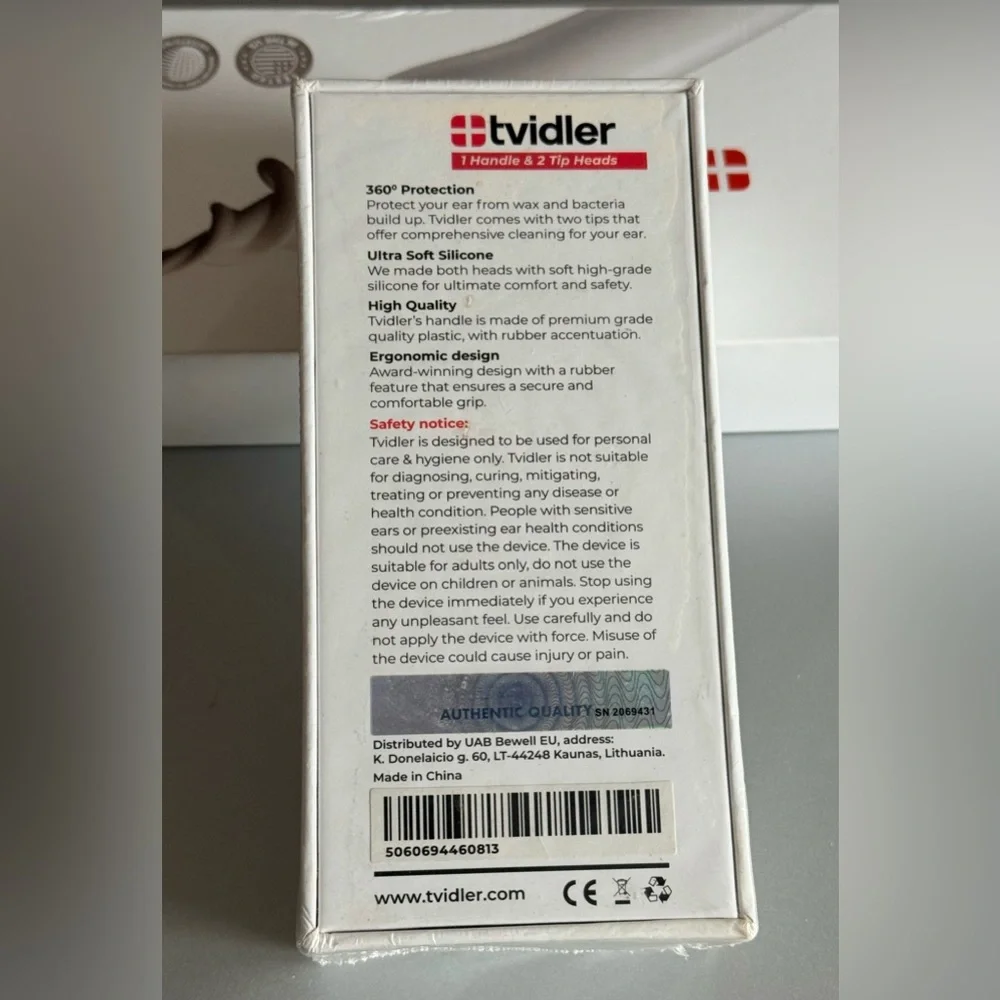 tvidler
1 Handle & 2 Tip Heads
360⁰ Protection
Protect your ear from wax and bacteria
build up. Tvidler comes with two tips that
offer comprehensive cleaning for your ear.
Ultra Soft Silicone
We made both heads with soft high-grade
silicone for ultimate comfort and safety.
High Quality
Tvidler's handle is made of premium grade
quality plastic, with rubber accentuation.
Ergonomic design
Award-winning design with a rubber
feature that ensures a secure and
comfortable grip.
Safety notice:
Tvidler is designed to be used for personal
care & hygiene only. Tvidler is not suitable
for diagnosing, curing, mitigating,
treating or preventing any disease or
health condition. People with sensitive
ears or preexisting ear health conditions
should not use the device. The device is
suitable for adults only, do not use the
device on children or animals. Stop using
the device immediately if you experience
any unpleasant feel. Use carefully and do
not apply the device with force. Misuse of
the device could cause injury or pain.
AUTHENTIC QUALITY SN 2069431
Distributed by UAB Bewell EU, address:
K. Donelaicio g. 60, LT-44248 Kaunas, Lithuania.
Made in China
5060694460813
www.tvidler.com CE